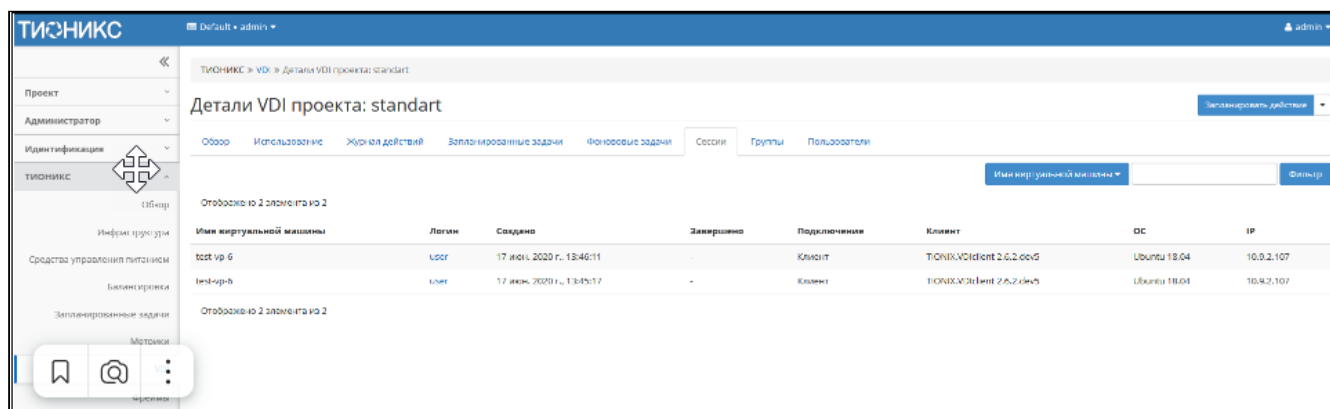 ТИОНИКС
Default • admin
admin
ТИОНИКС » VDI » Детали VDI проекта: standart
Проект
Администратор
Идентификация
ТИОНИКС
Обзор
Инфраструктура
Средства управления питанием
Балансировка
Запланированные задачи
Метрики
Фреймы
Детали VDI проекта: standart
Запланировать действие
Обзор Использование Журнал действий Запланированные задачи Фоновые задачи Сессии Группы Пользователи
Имя виртуальной машины Фильтр
Отображено 2 элемента из 2
Имя виртуальной машины Логин Создано Завершено Подключение Клиент ОС IP
test-vp-6 user 17 июн. 2020 г., 13:46:11 - Клиент TIONIX.VDIclient 2.6.2.dev5 Ubuntu 18.04 10.9.2.107
test-vp-6 user 17 июн. 2020 г., 13:45:17 - Клиент TIONIX.VDIclient 2.6.2.dev5 Ubuntu 18.04 10.9.2.107
Отображено 2 элемента из 2